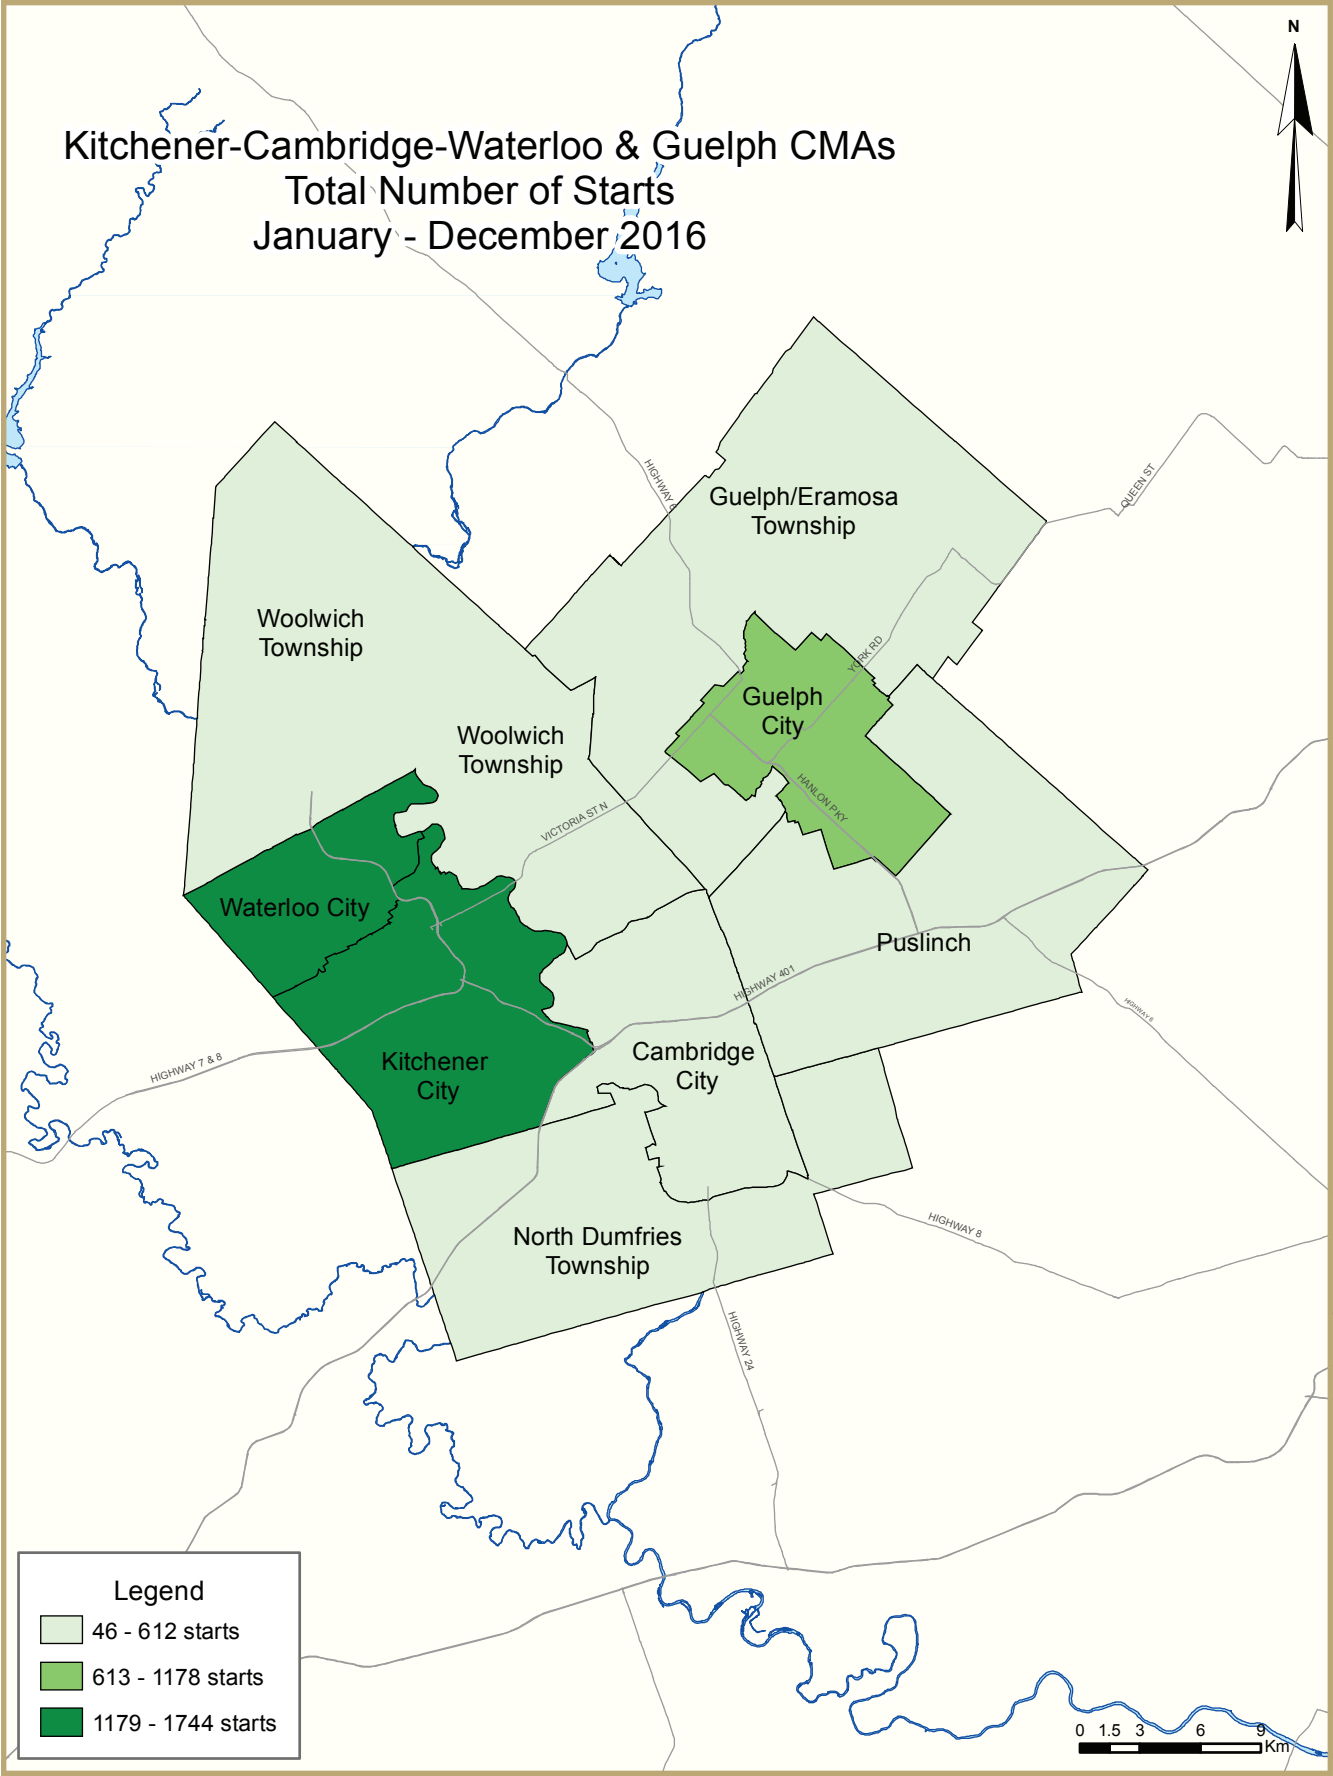 Kitchener-Cambridge-Waterloo & Guelph CMAs
Total Number of Starts
January - December 2016
N
HIGHWAY 6
Guelph/Eramosa
Township
QUEEN ST
Woolwich
Township
YORK RD
Guelph
City
Woolwich
Township
HANLON PKY
VICTORIA ST N
Waterloo City
Puslinch
HIGHWAY 401
HIGHWAY 6
HIGHWAY 7 & 8
Kitchener
City
Cambridge
City
HIGHWAY 8
North Dumfries
Township
HIGHWAY 24
Legend
46 - 612 starts
613 - 1178 starts
1179 - 1744 starts
0 1.5 3 6 9
Km